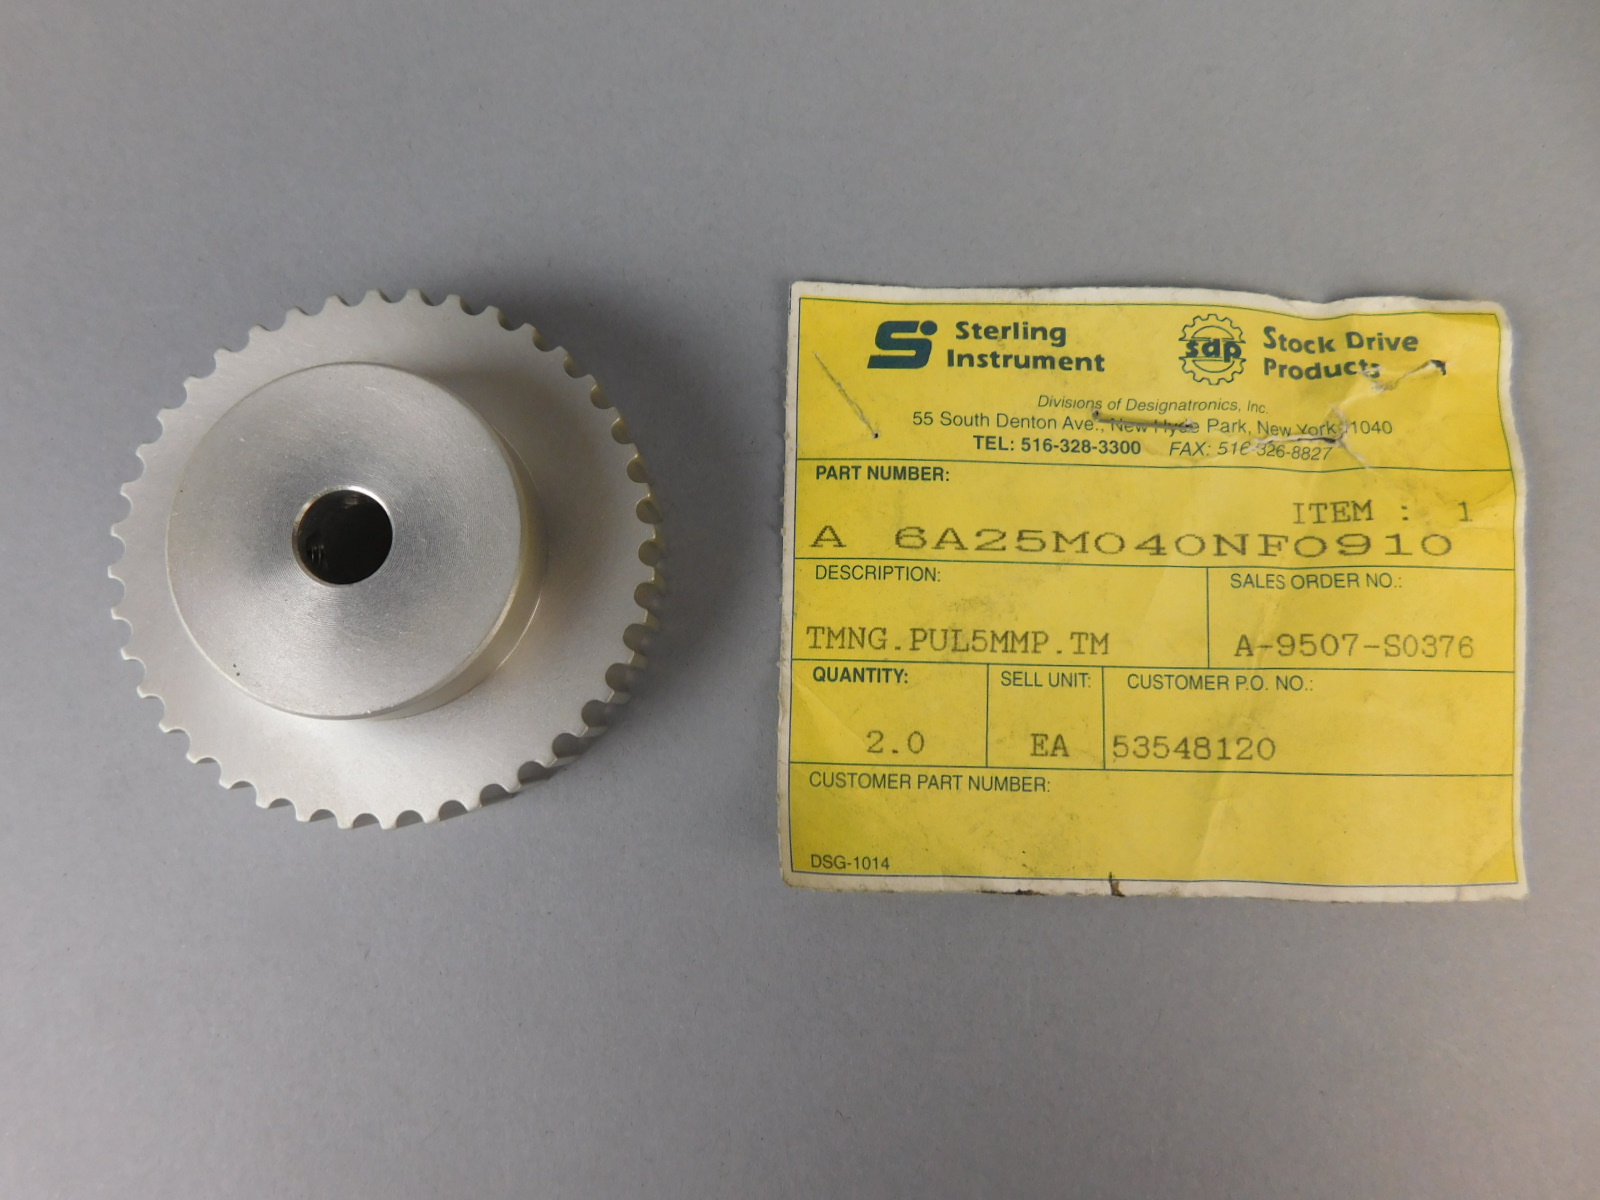 Sterling
Instrument
sdp
Stock Drive
Products
Divisions of Designatronics, Inc.
55 South Denton Ave., New Hyde Park, New York 11040
TEL: 516-328-3300 FAX: 516-326-8827
PART NUMBER:
ITEM : 1
A 6A25M040NF0910
DESCRIPTION:
SALES ORDER NO.:
TMNG.PUL5MMP.TM
A-9507-S0376
QUANTITY:
SELL UNIT:
CUSTOMER P.O. NO.:
2.0
EA
53548120
CUSTOMER PART NUMBER:
DSG-1014